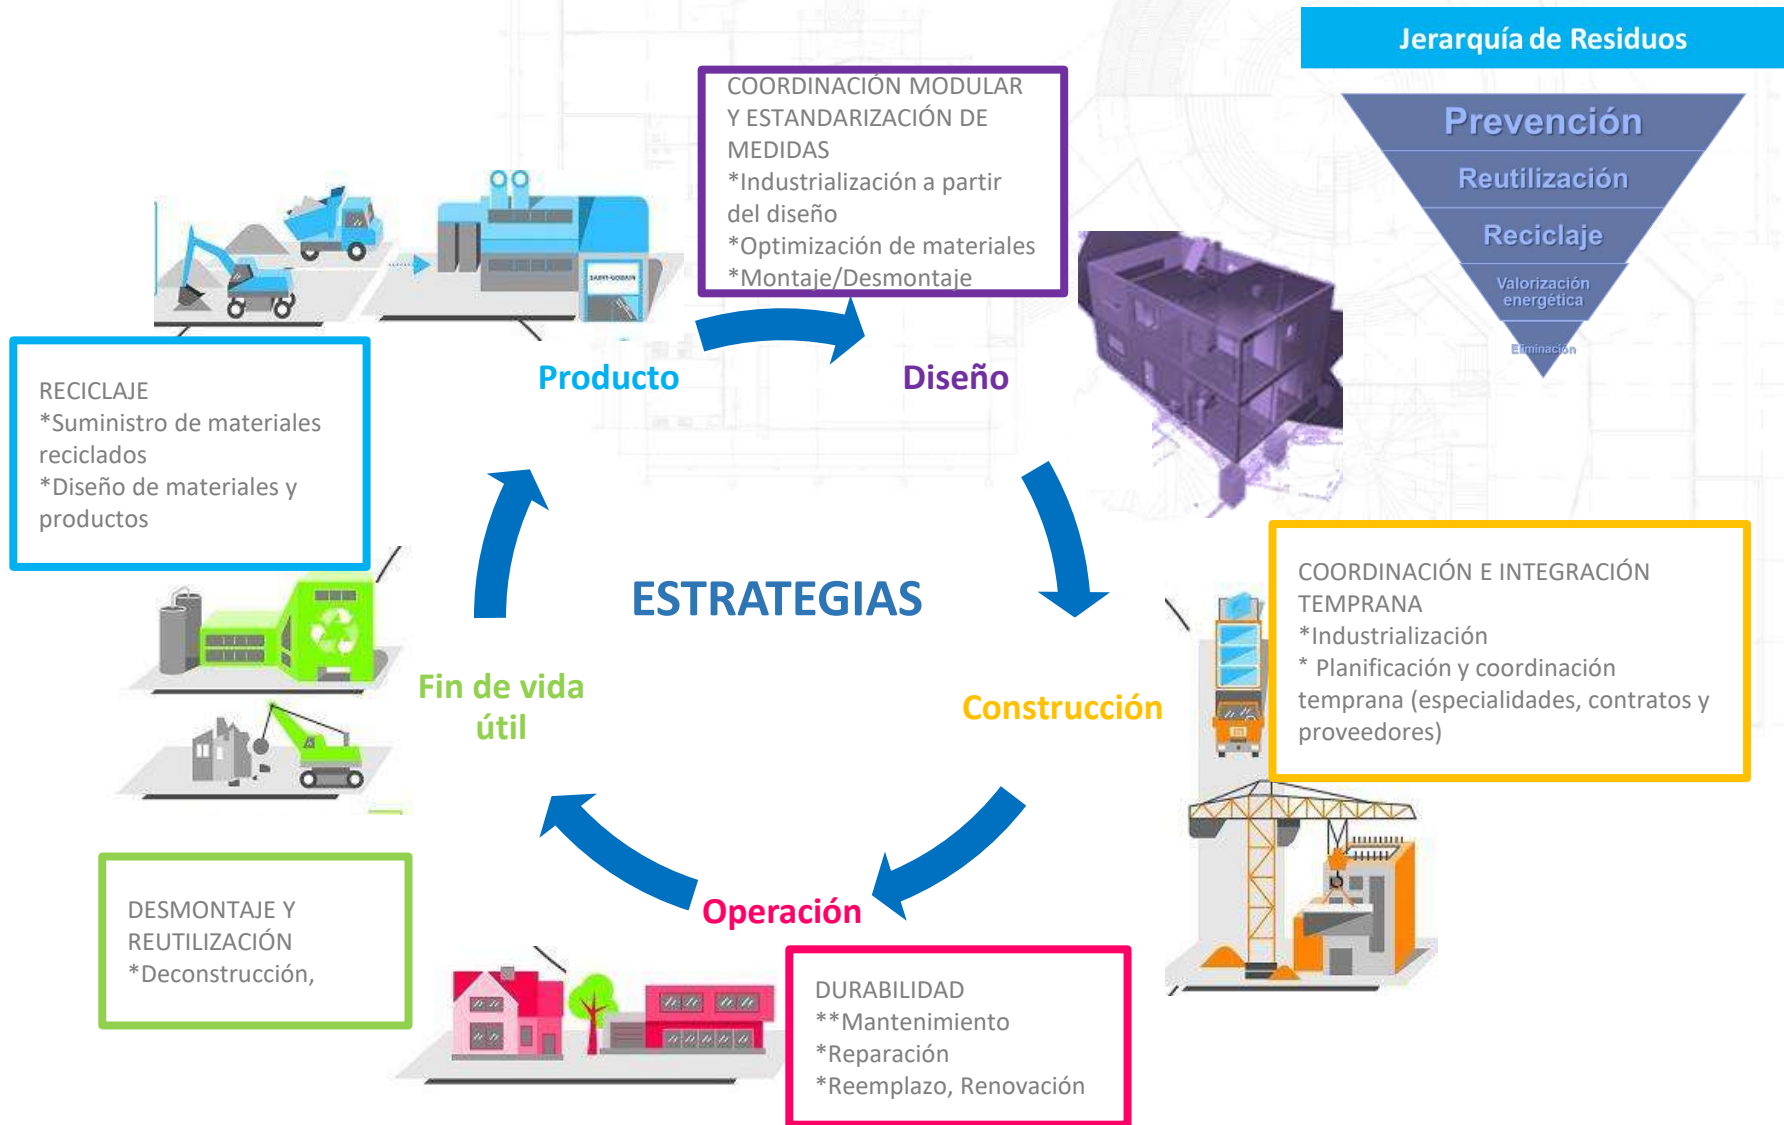 Jerarquía de Residuos
Prevención
Reutilización
Reciclaje
Valorización
energética
Eliminación
COORDINACIÓN MODULAR
Y ESTANDARIZACIÓN DE
MEDIDAS
*Industrialización a partir
del diseño
*Optimización de materiales
*Montaje/Desmontaje
SAINT-GOBAIN
Producto
Diseño
RECICLAJE
*Suministro de materiales
reciclados
*Diseño de materiales y
productos
ESTRATEGIAS
COORDINACIÓN E INTEGRACIÓN
TEMPRANA
*Industrialización
* Planificación y coordinación
temprana (especialidades, contratos y
proveedores)
Fin de vida
útil
Construcción
Operación
DESMONTAJE Y
REUTILIZACIÓN
*Deconstrucción,
DURABILIDAD
**Mantenimiento
*Reparación
*Reemplazo, Renovación